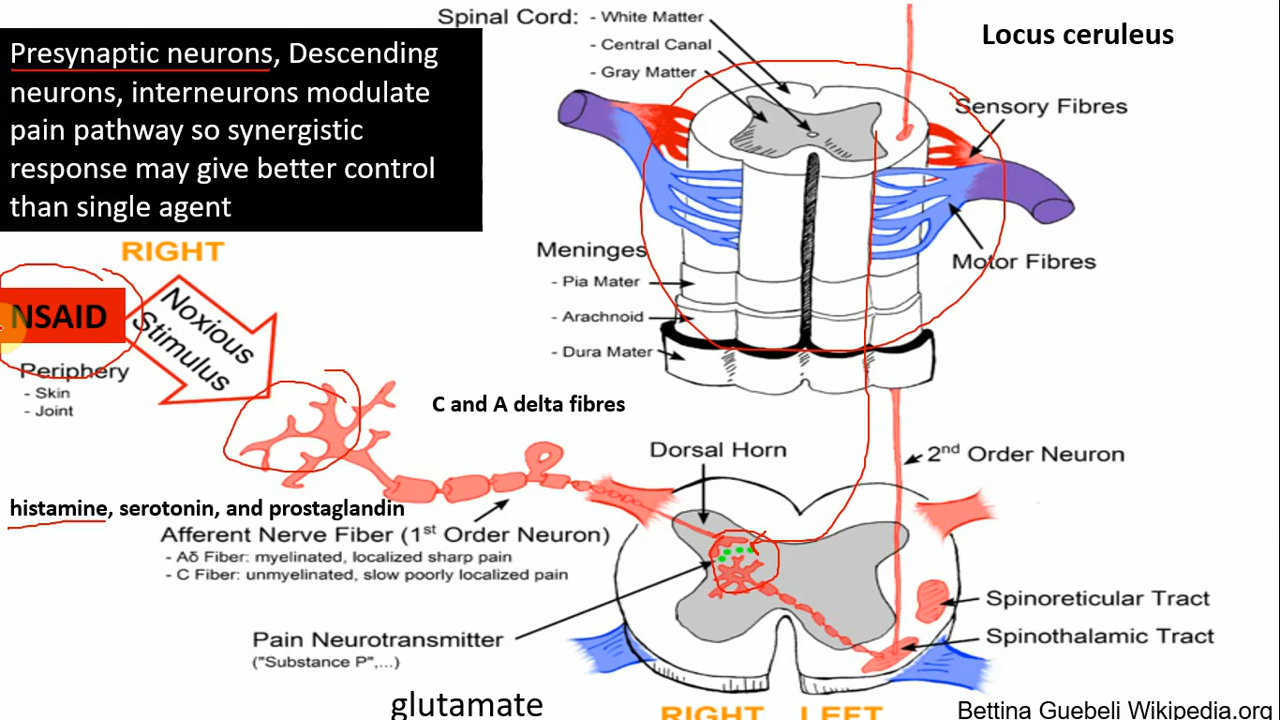 Spinal Cord:
- White Matter
- Central Canal
- Gray Matter
Locus ceruleus
Presynaptic neurons, Descending
neurons, interneurons modulate
pain pathway so synergistic
response may give better control
than single agent
Sensory Fibres
Motor Fibres
Meninges
- Pia Mater
- Arachnoid
- Dura Mater
RIGHT
NSAID
Noxious
Stimulus
Periphery
- Skin
- Joint
C and A delta fibres
histamine, serotonin, and prostaglandin
Afferent Nerve Fiber (1st Order Neuron)
- Aδ Fiber: myelinated, localized sharp pain
- C Fiber: unmyelinated, slow poorly localized pain
Dorsal Horn
2nd Order Neuron
Pain Neurotransmitter
("Substance P",...)
glutamate
Spinoreticular Tract
Spinothalamic Tract
RIGHT LEFT
Bettina Guebeli Wikipedia.org